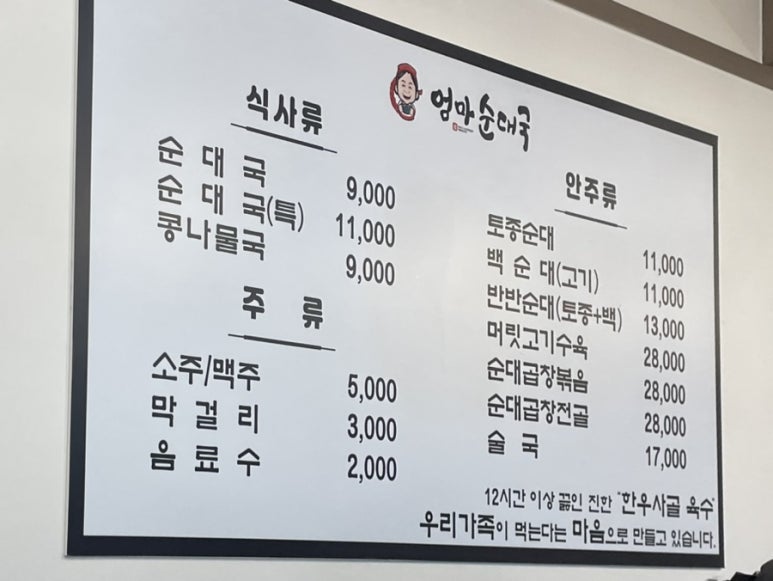 엄마 순대국
식사류
순 대 국 9,000
순 대 국(특) 11,000
콩나물국 9,000
주 류
소주/맥주 5,000
막 걸 리 3,000
음 료 수 2,000
안주류
토종순대 11,000
백 순 대(고기) 11,000
반반순대(토종+백) 13,000
머릿고기수육 28,000
순대곱창볶음 28,000
순대곱창전골 28,000
술 국 17,000
12시간 이상 끓인 진한 "한우사골 육수"
우리가족이 먹는다는 마음으로 만들고 있습니다.